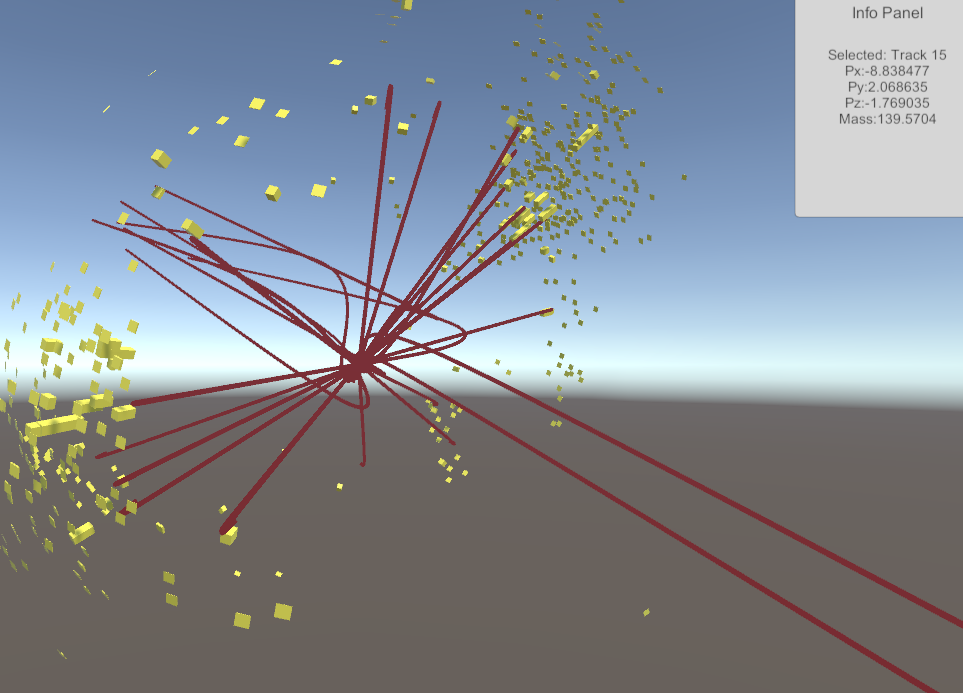 Info Panel
Selected: Track 15
Px:-8.838477
Py:2.068635
Pz:-1.769035
Mass:139.5704